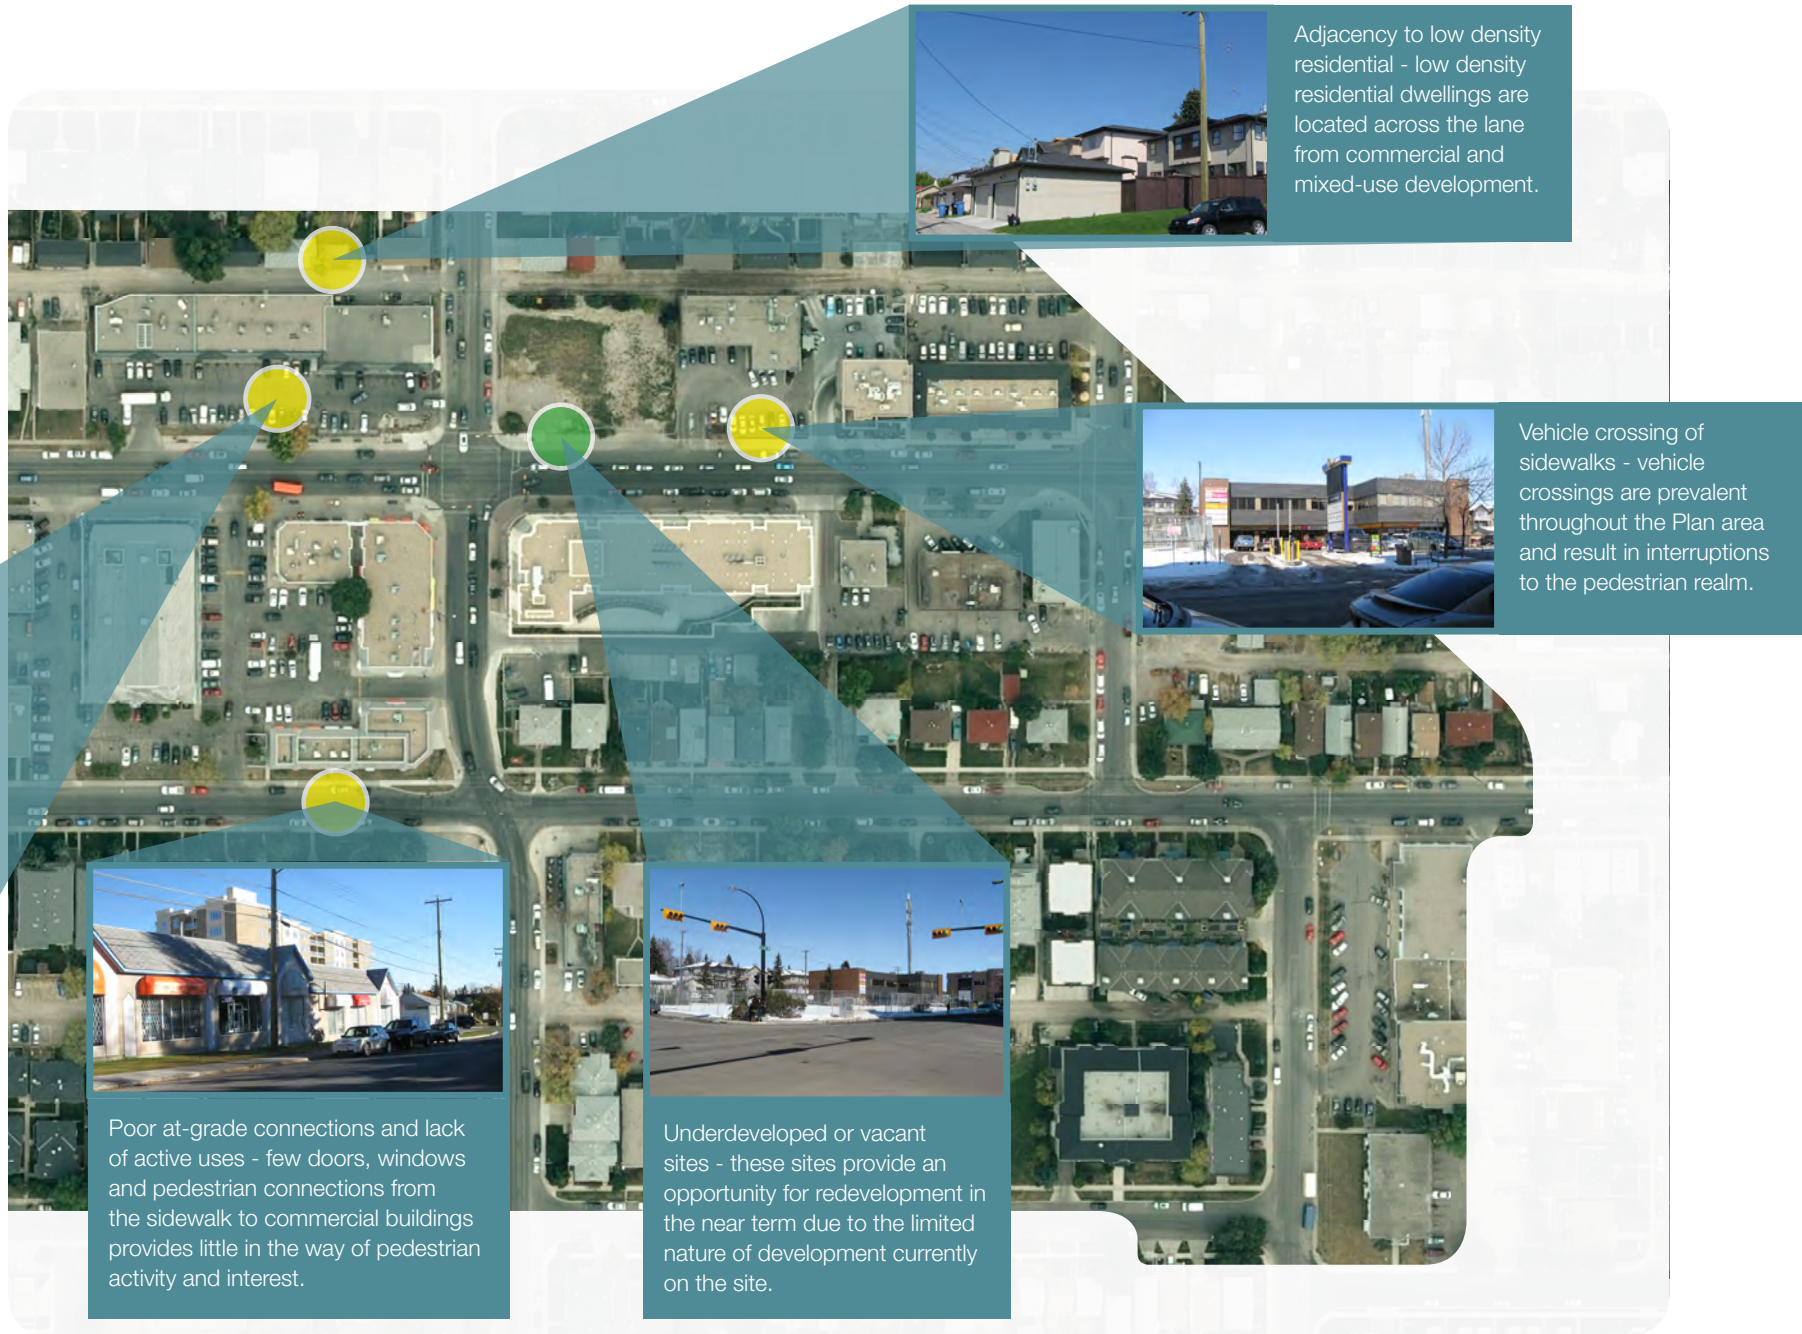 Adjacency to low density
residential - low density
residential dwellings are
located across the lane
from commercial and
mixed-use development.
Vehicle crossing of
sidewalks - vehicle
crossings are prevalent
throughout the Plan area
and result in interruptions
to the pedestrian realm.
Poor at-grade connections and lack
of active uses - few doors, windows
and pedestrian connections from
the sidewalk to commercial buildings
provides little in the way of pedestrian
activity and interest.
Underdeveloped or vacant
sites - these sites provide an
opportunity for redevelopment in
the near term due to the limited
nature of development currently
on the site.